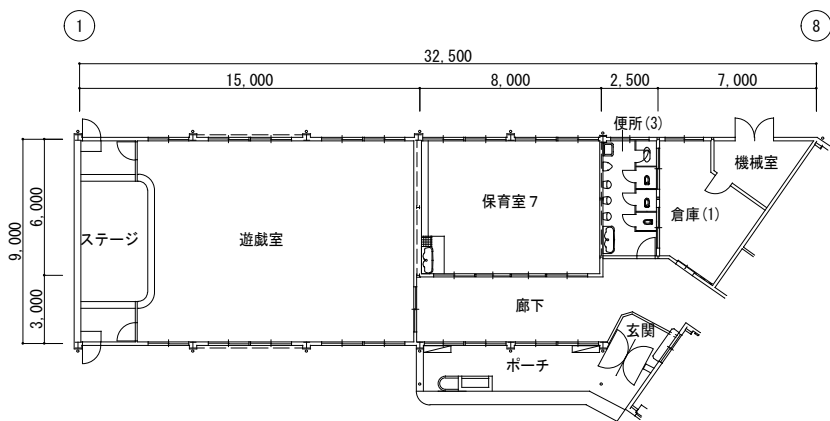 1
8
32,500
15,000
8,000
2,500
7,000
便所(3)
機械室
9,000
6,000
保育室7
倉庫(1)
ステージ
遊戯室
3,000
廊下
玄関
ポーチ